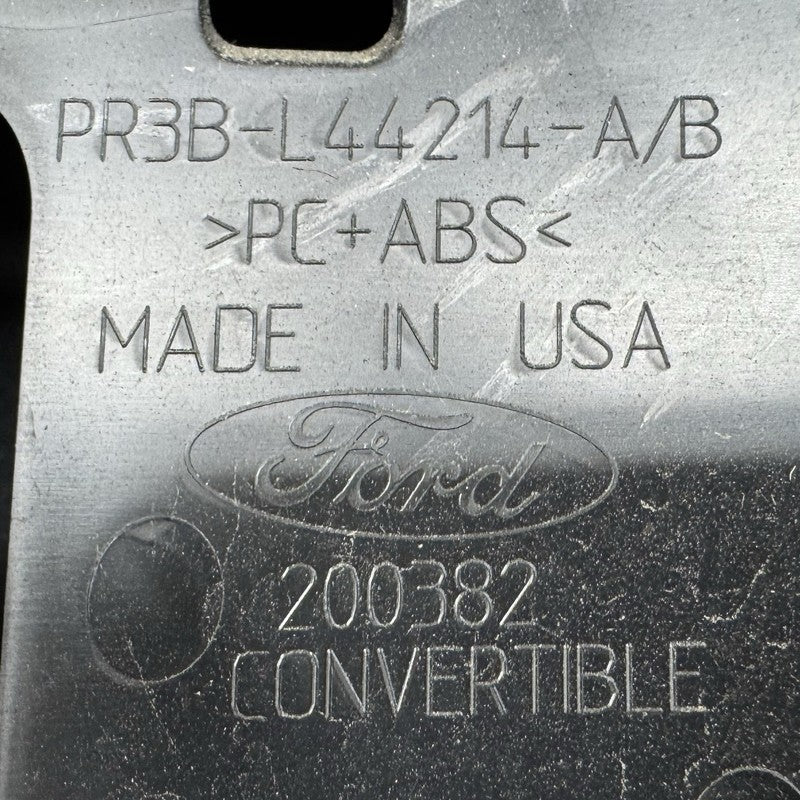 PR3B-L44214-A/B
>PC+ABS<
MADE IN USA
Ford
200382
CONVERTIBLE